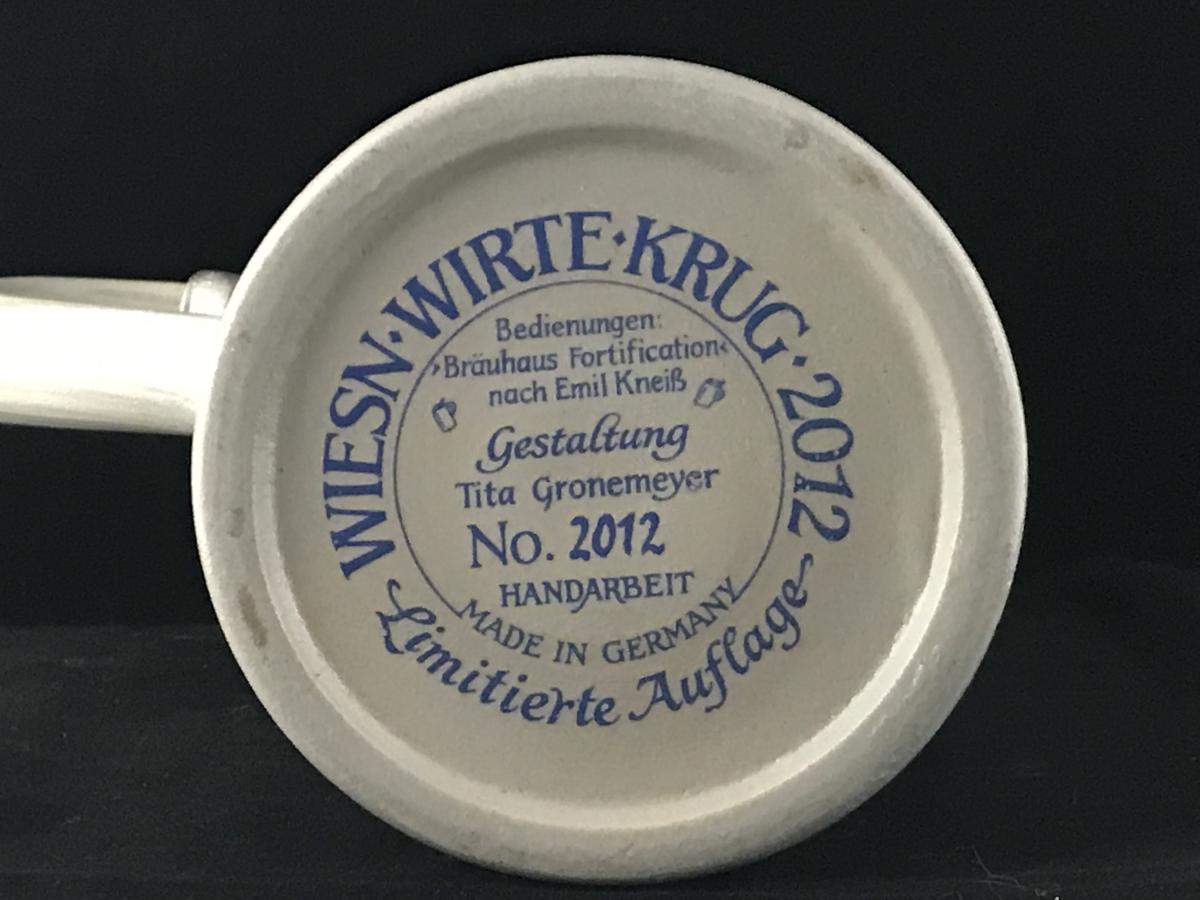 WIESN·WIRTE·KRUG·2012
Bedienungen:
›Bräuhaus Fortification‹
nach Emil Kneiß
Gestaltung
Tita Gronemeyer
No. 2012
HANDARBEIT
MADE IN GERMANY
Limitierte Auflage